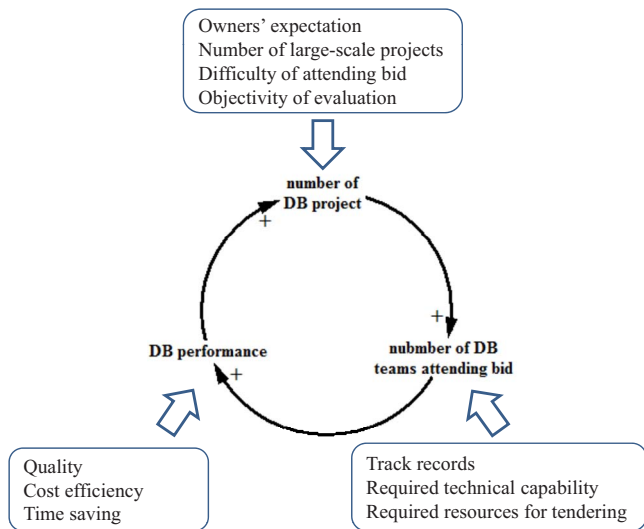 Owners’ expectation
Number of large-scale projects
Difficulty of attending bid
Objectivity of evaluation
number of
DB project
+
+
DB performance
nubmber of DB
teams attending bid
+
Quality
Cost efficiency
Time saving
Track records
Required technical capability
Required resources for tendering